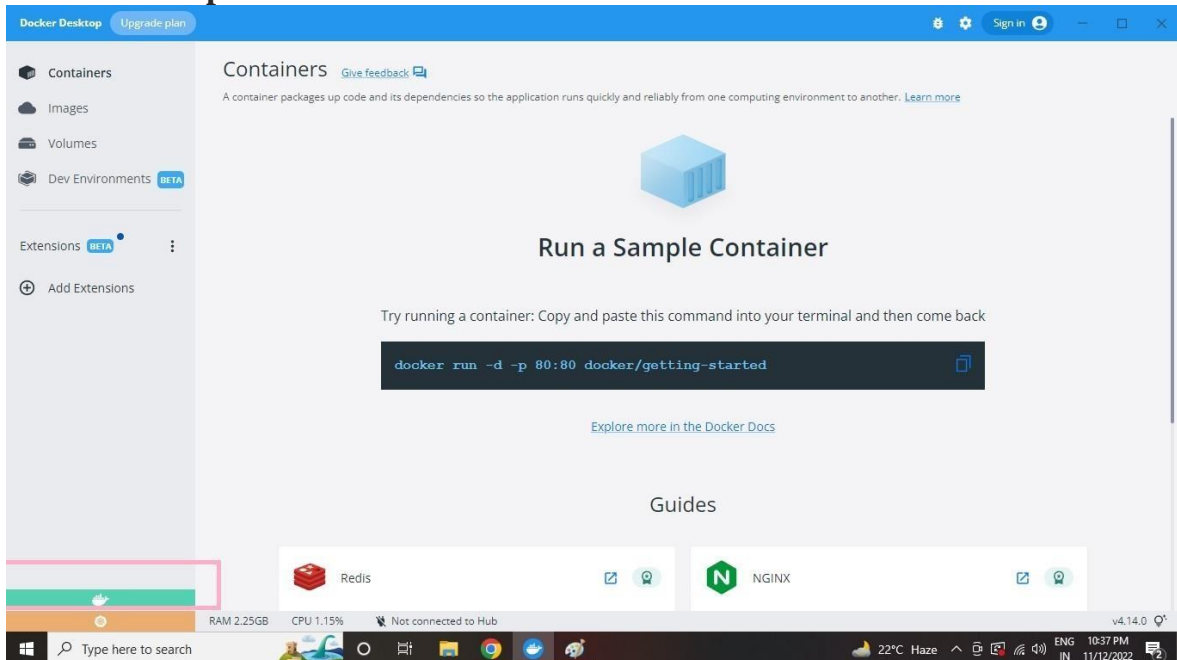 Docker Desktop Upgrade plan Sign in
Containers
Images
Volumes
Dev Environments BETA
Extensions BETA
Add Extensions
Containers Give feedback
A container packages up code and its dependencies so the application runs quickly and reliably from one computing environment to another. Learn more
Run a Sample Container
Try running a container: Copy and paste this command into your terminal and then come back
docker run -d -p 80:80 docker/getting-started
Explore more in the Docker Docs
Guides
Redis
NGINX
RAM 2.25GB CPU 1.15% Not connected to Hub v4.14.0
Type here to search 22°C Haze ENG 10:37 PM
IN 11/12/2022 2